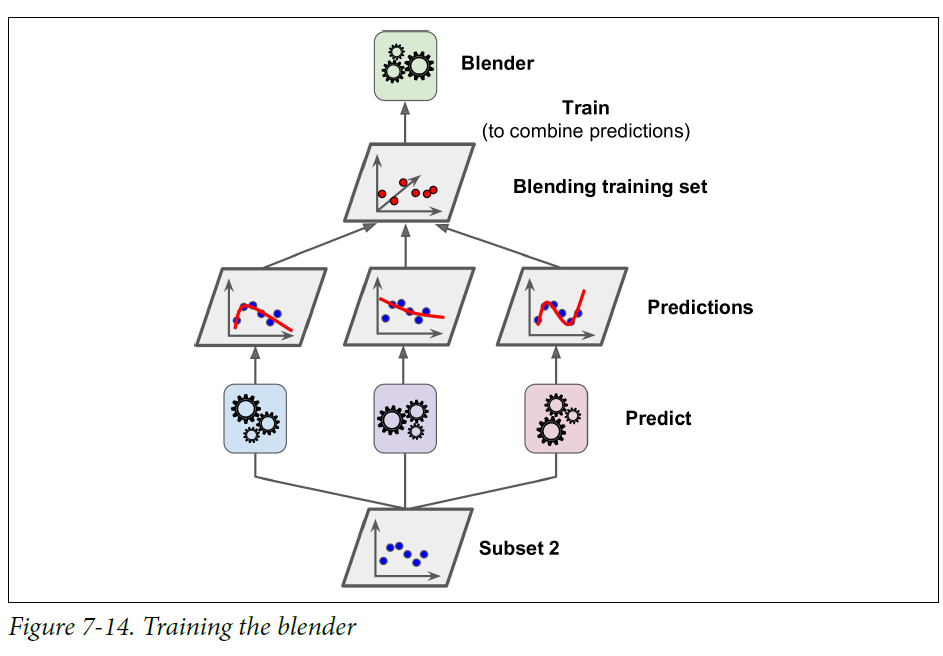 Blender
Train
(to combine predictions)
Blending training set
Predictions
Predict
Subset 2
Figure 7-14. Training the blender